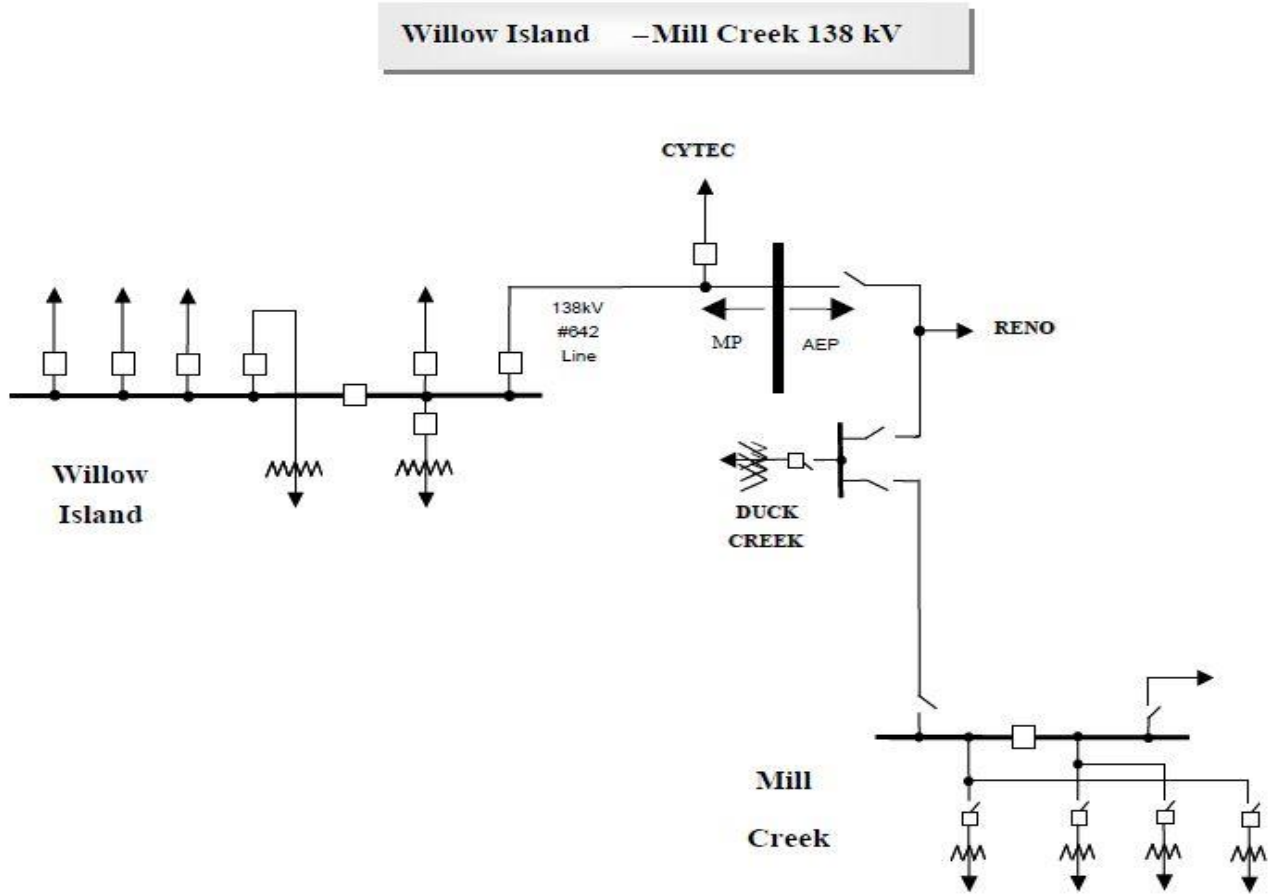 Willow Island –Mill Creek 138 kV
CYTEC
138kV
#642
Line
MP
AEP
RENO
Willow
Island
DUCK
CREEK
Mill
Creek